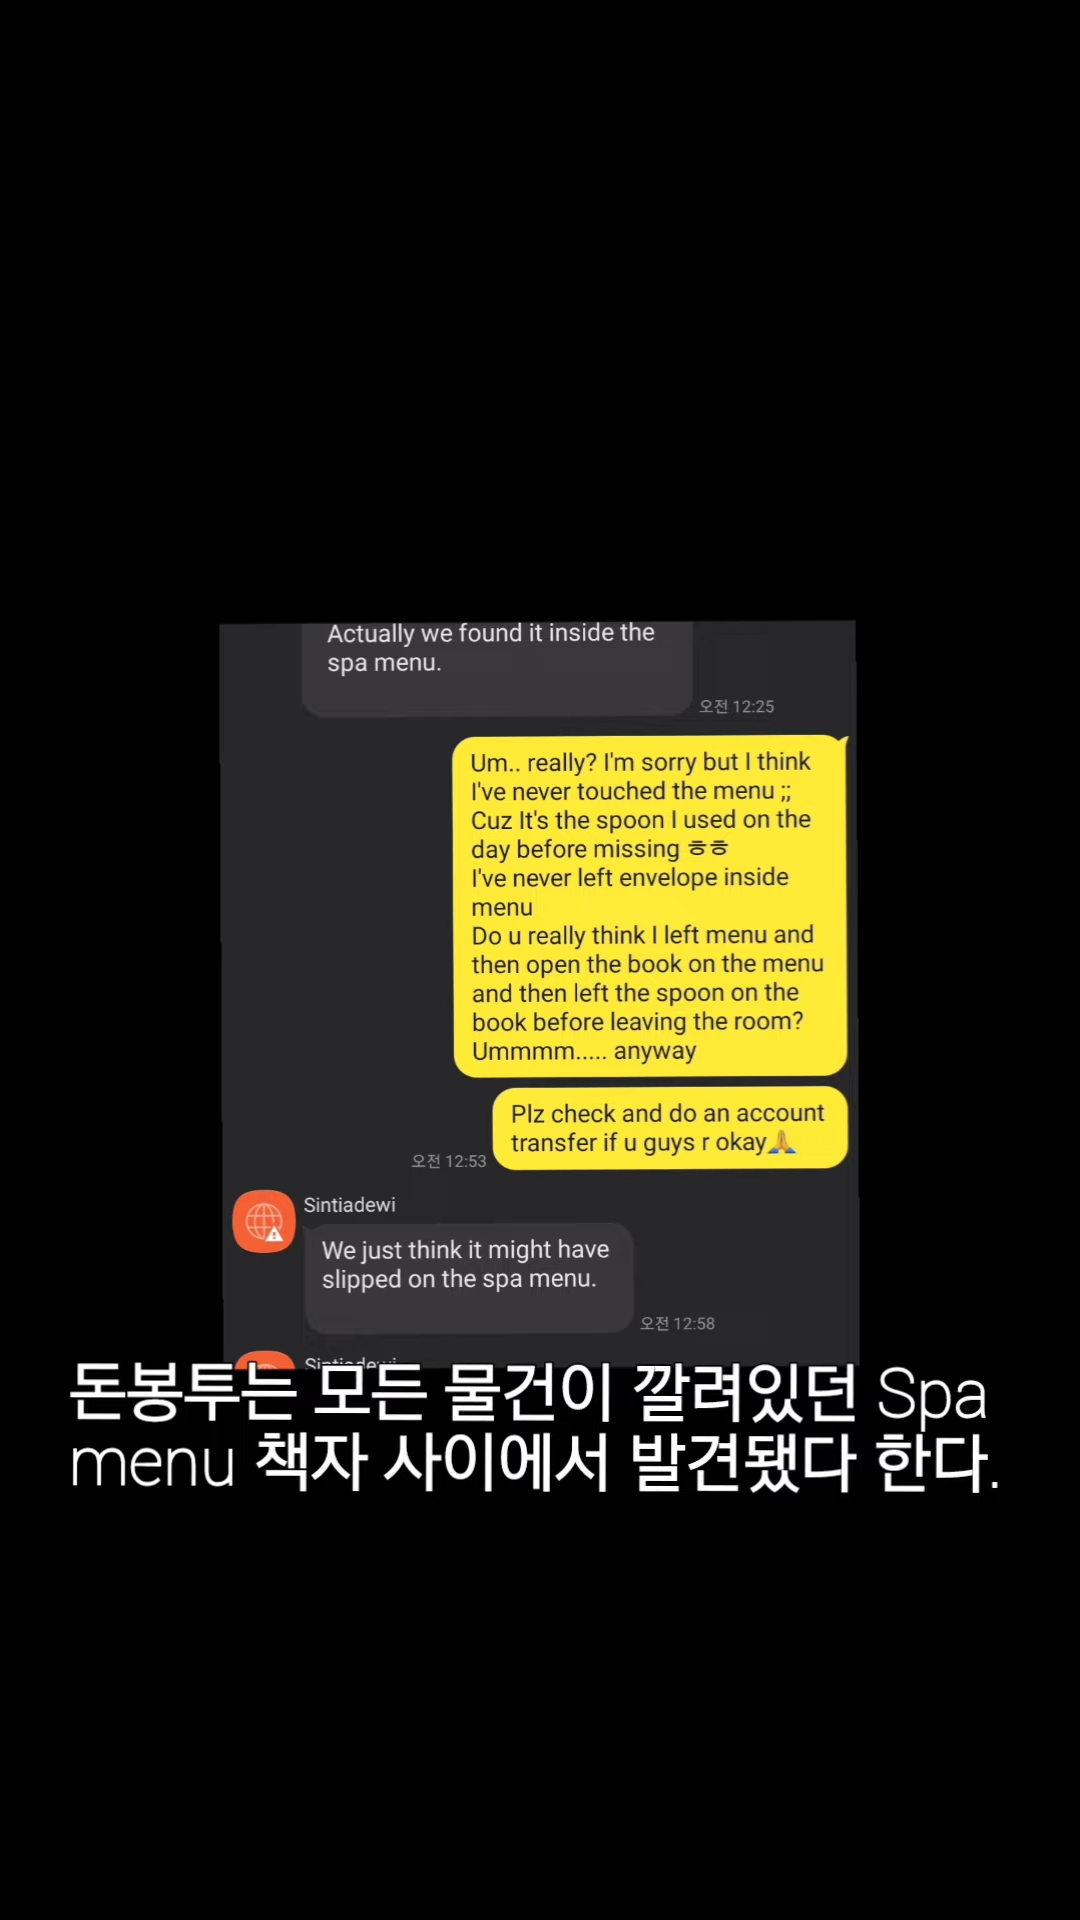 Actually we found it inside the
spa menu.
오전 12:25
Um.. really? I'm sorry but I think
I've never touched the menu ;;
Cuz It's the spoon I used on the
day before missing ㅎㅎ
I've never left envelope inside
menu
Do u really think I left menu and
then open the book on the menu
and then left the spoon on the
book before leaving the room?
Ummmm..... anyway
Plz check and do an account
transfer if u guys r okay🙏
오전 12:53
Sintiadewi
We just think it might have
slipped on the spa menu.
오전 12:58
Sintiadewi
돈봉투는 모든 물건이 깔려있던 Spa
menu 책자 사이에서 발견됐다 한다.